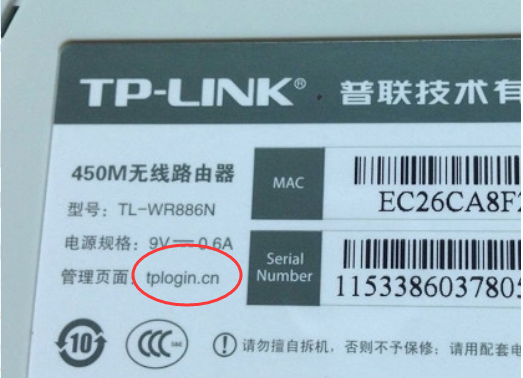 TP-LINK® 普联技术有
450M无线路由器
型号：TL-WR886N
电源规格：9V 0.6A
管理页面：tplogin.cn
MAC
EC26CA8F
Serial Number
1153386037805
10
CCC
请勿擅自拆机，否则不予保修；请用配套